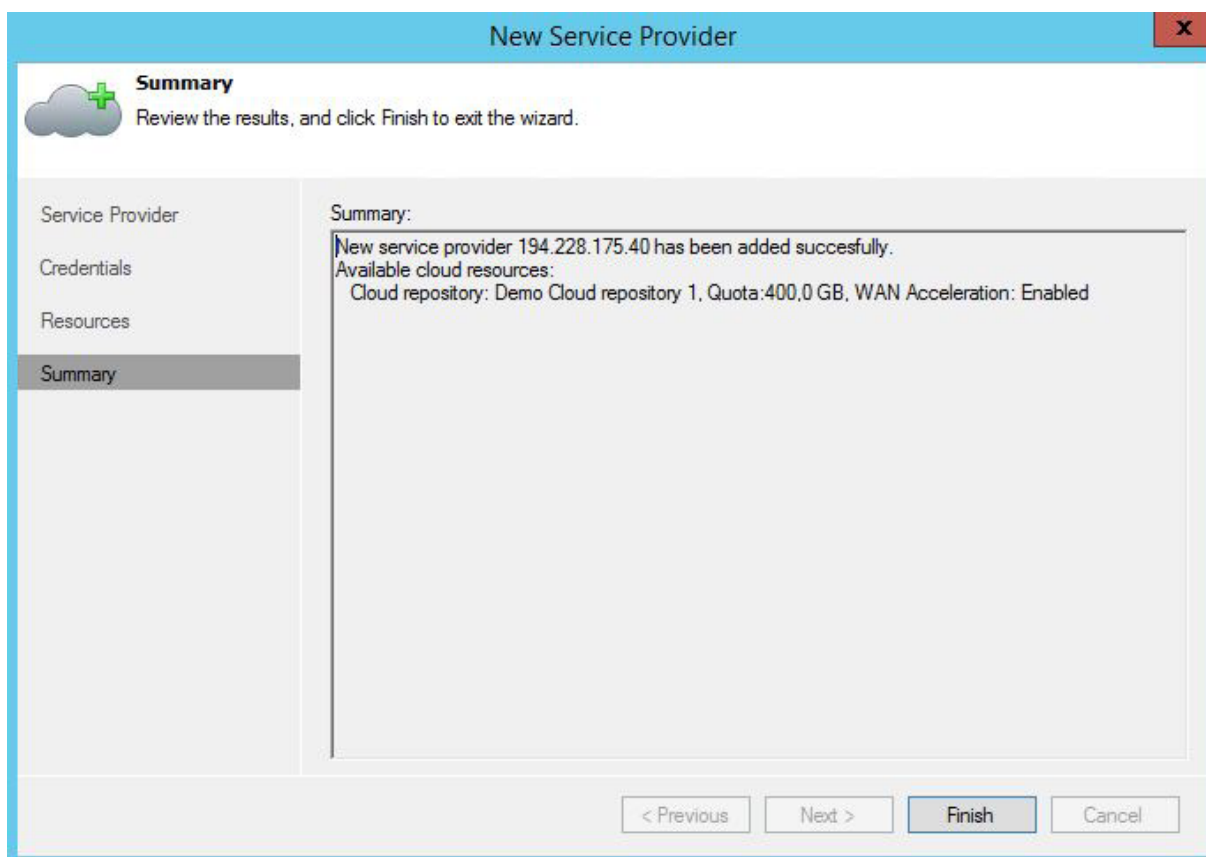 New Service Provider
x
Summary
Review the results, and click Finish to exit the wizard.
Service Provider
Credentials
Resources
Summary
Summary:
New service provider 194.228.175.40 has been added succesfully.
Available cloud resources:
Cloud repository: Demo Cloud repository 1, Quota:400,0 GB, WAN Acceleration: Enabled
< Previous
Next >
Finish
Cancel